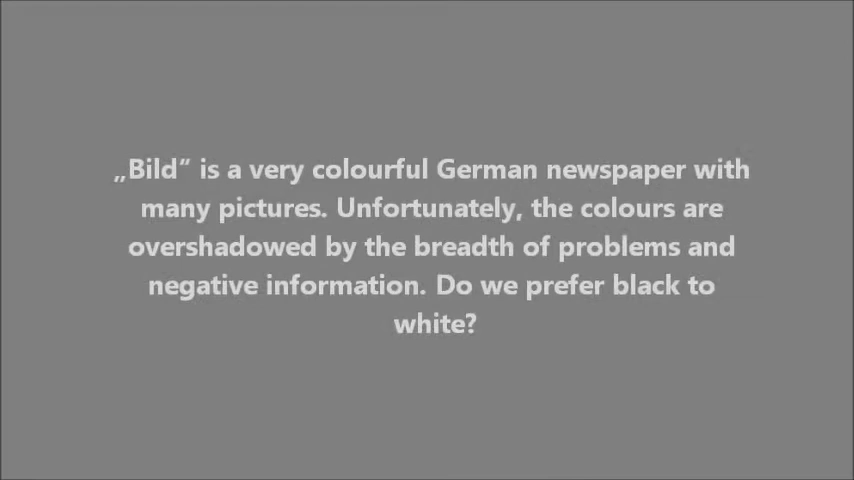 „Bild“ is a very colourful German newspaper with
many pictures. Unfortunately, the colours are
overshadowed by the breadth of problems and
negative information. Do we prefer black to
white?